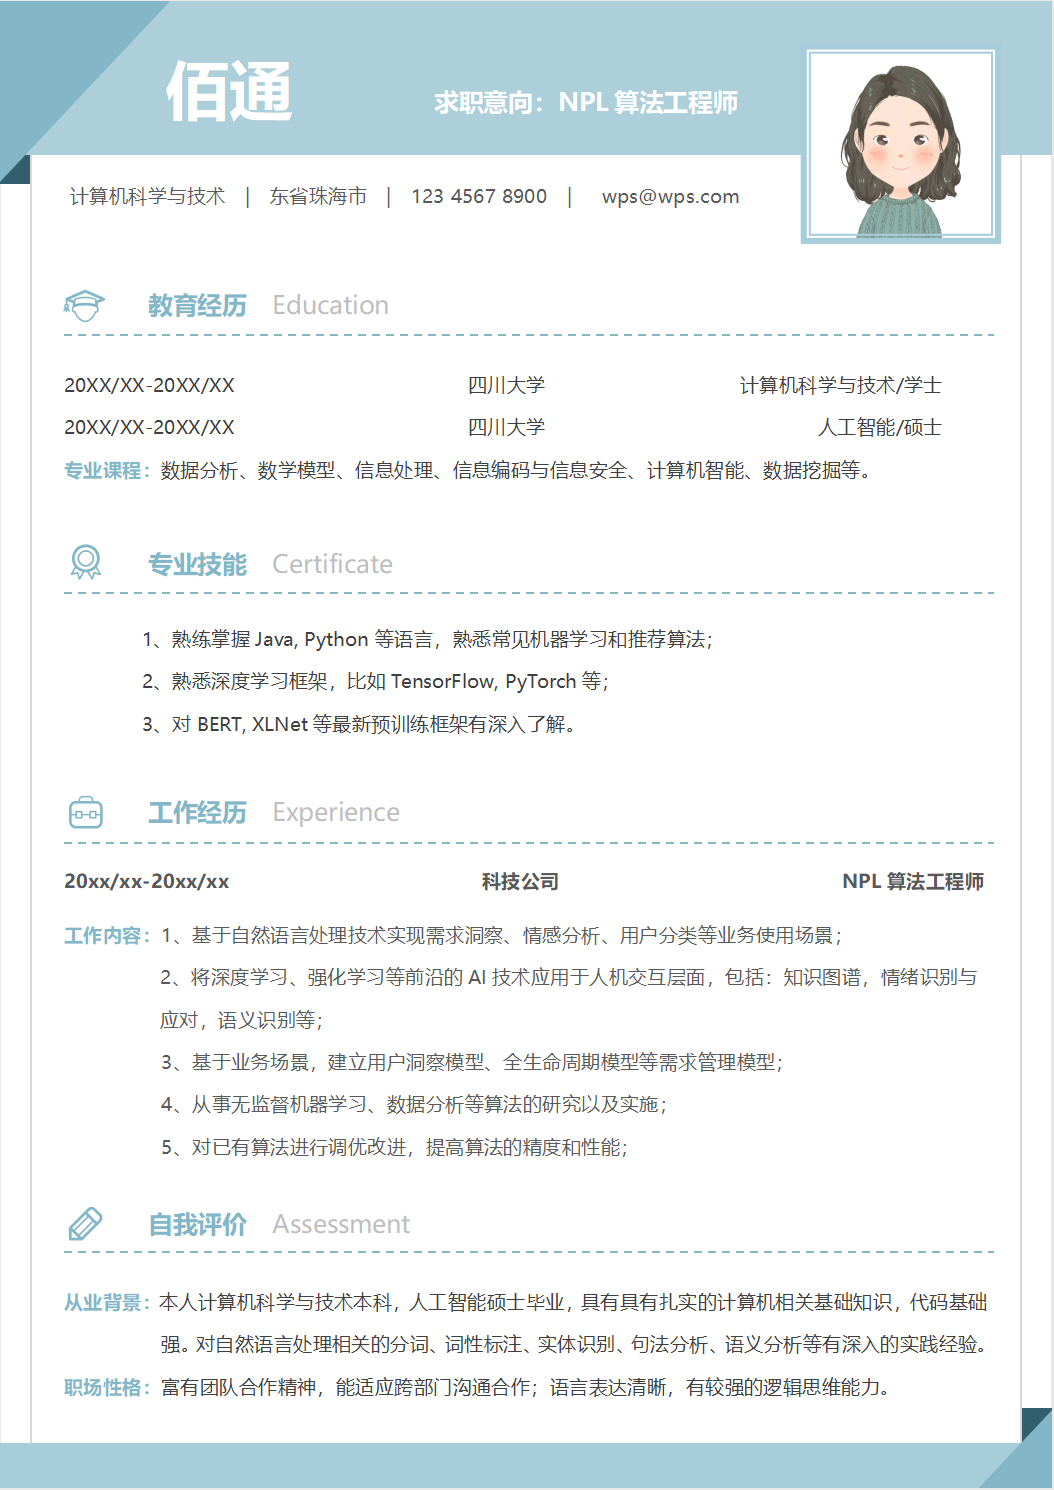 佰通
求职意向：NPL 算法工程师
计算机科学与技术 | 东省珠海市 | 123 4567 8900 | wps@wps.com
教育经历 Education
20XX/XX-20XX/XX 四川大学 计算机科学与技术/学士
20XX/XX-20XX/XX 四川大学 人工智能/硕士
专业课程：数据分析、数学模型、信息处理、信息编码与信息安全、计算机智能、数据挖掘等。
专业技能 Certificate
1、熟练掌握 Java, Python 等语言，熟悉常见机器学习和推荐算法；
2、熟悉深度学习框架，比如 TensorFlow, PyTorch 等；
3、对 BERT, XLNet 等最新预训练框架有深入了解。
工作经历 Experience
20xx/xx-20xx/xx 科技公司 NPL 算法工程师
工作内容：1、基于自然语言处理技术实现需求洞察、情感分析、用户分类等业务使用场景；
2、将深度学习、强化学习等前沿的 AI 技术应用于人机交互层面，包括：知识图谱，情绪识别与
应对，语义识别等；
3、基于业务场景，建立用户洞察模型、全生命周期模型等需求管理模型；
4、从事无监督机器学习、数据分析等算法的研究以及实施；
5、对已有算法进行调优改进，提高算法的精度和性能；
自我评价 Assessment
从业背景：本人计算机科学与技术本科，人工智能硕士毕业，具有具有扎实的计算机相关基础知识，代码基础
强。对自然语言处理相关的分词、词性标注、实体识别、句法分析、语义分析等有深入的实践经验。
职场性格：富有团队合作精神，能适应跨部门沟通合作；语言表达清晰，有较强的逻辑思维能力。